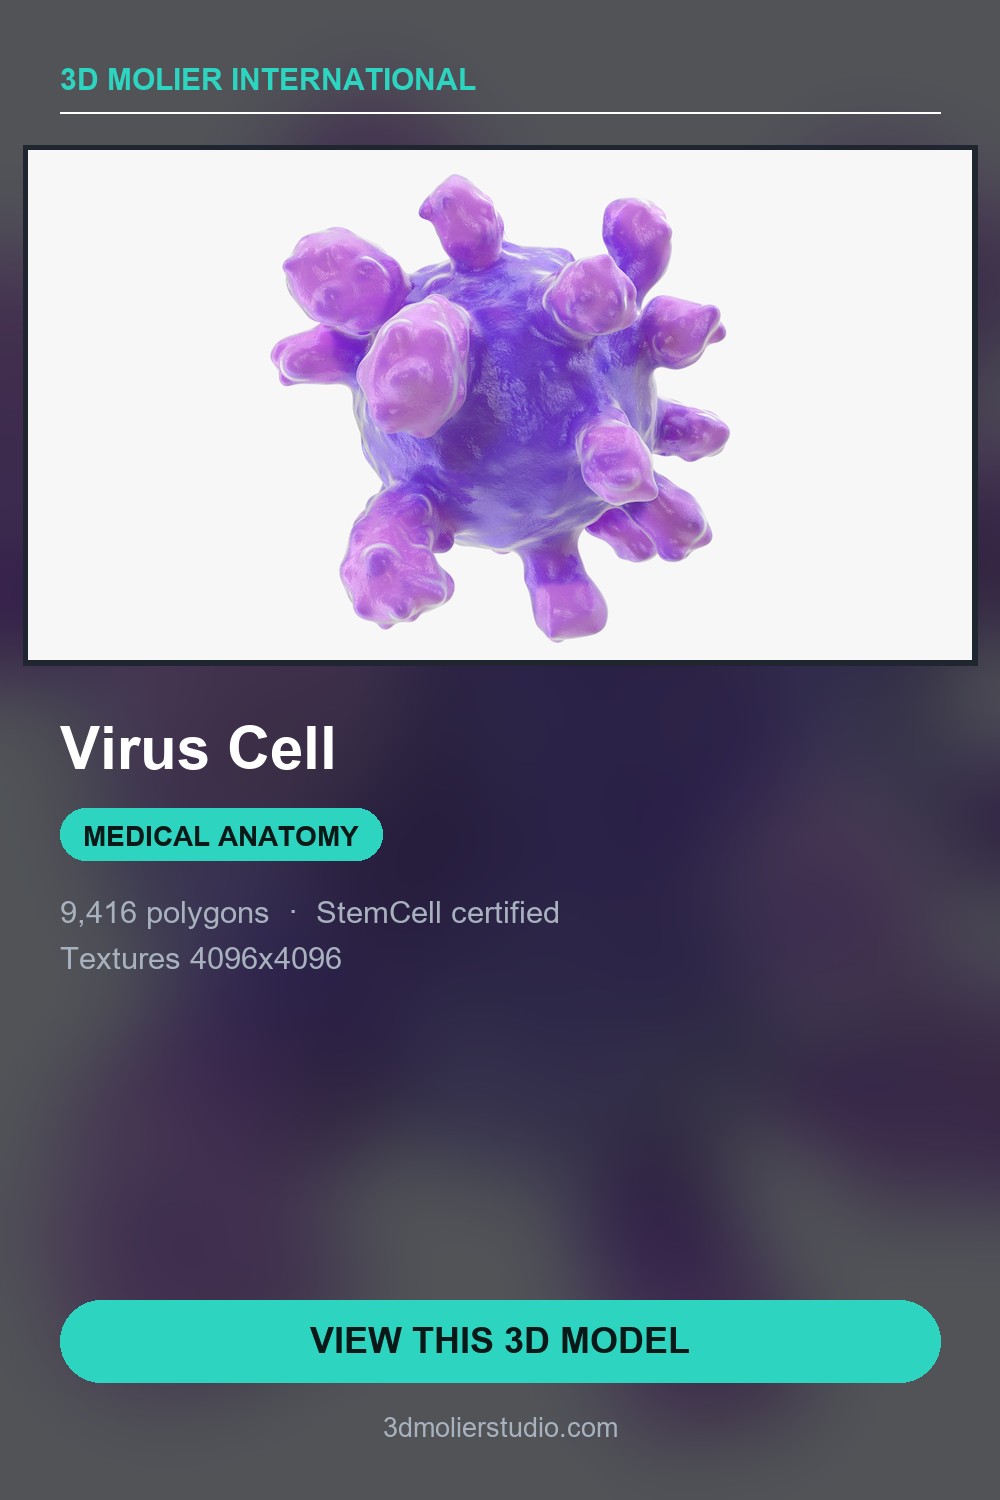 3D MOLIER INTERNATIONAL
Virus Cell
MEDICAL ANATOMY
9,416 polygons · StemCell certified
Textures 4096x4096
VIEW THIS 3D MODEL
3dmolierstudio.com